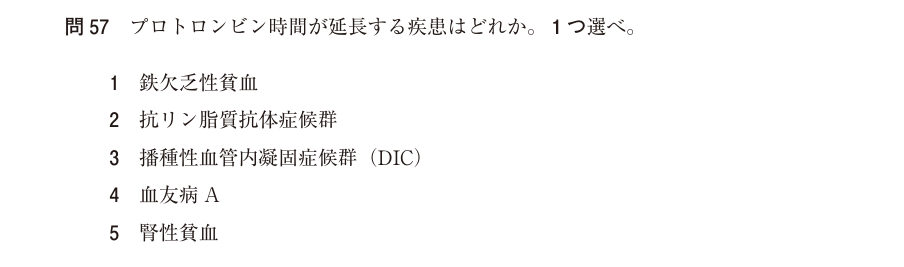 問 57 プロトロンビン時間が延長する疾患はどれか。1 つ選べ。
1 鉄欠乏性貧血
2 抗リン脂質抗体症候群
3 播種性血管内凝固症候群（DIC）
4 血友病 A
5 腎性貧血